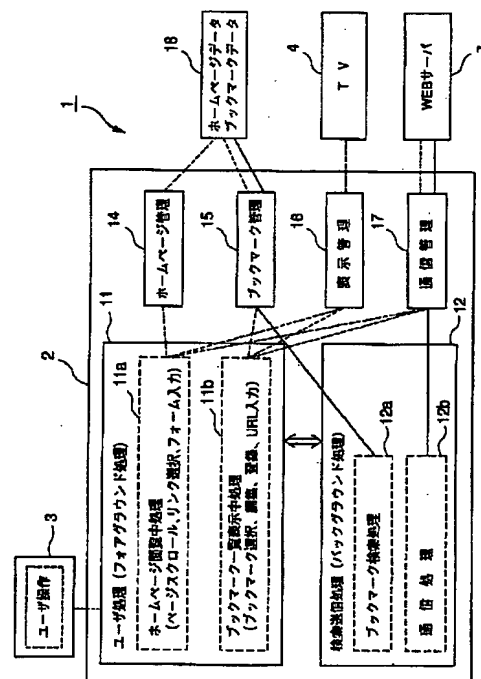 1
2
3
ユーザ操作
11
ユーザ処理(フォアグラウンド処理)
11a
ホームページ閲覧中処理
(ページスクロール、リンク選択、フォーム入力)
11b
ブックマーク一覧表示中処理
(ブックマーク選択、編集、登録、URL入力)
12
検索送信処理(バックグラウンド処理)
12a
ブックマーク検索処理
12b
通信処理
14
ホームページ管理
15
ブックマーク管理
16
表示管理
17
通信管理
18
ホームページデータ
ブックマークデータ
4
TV
7
WEBサーバ